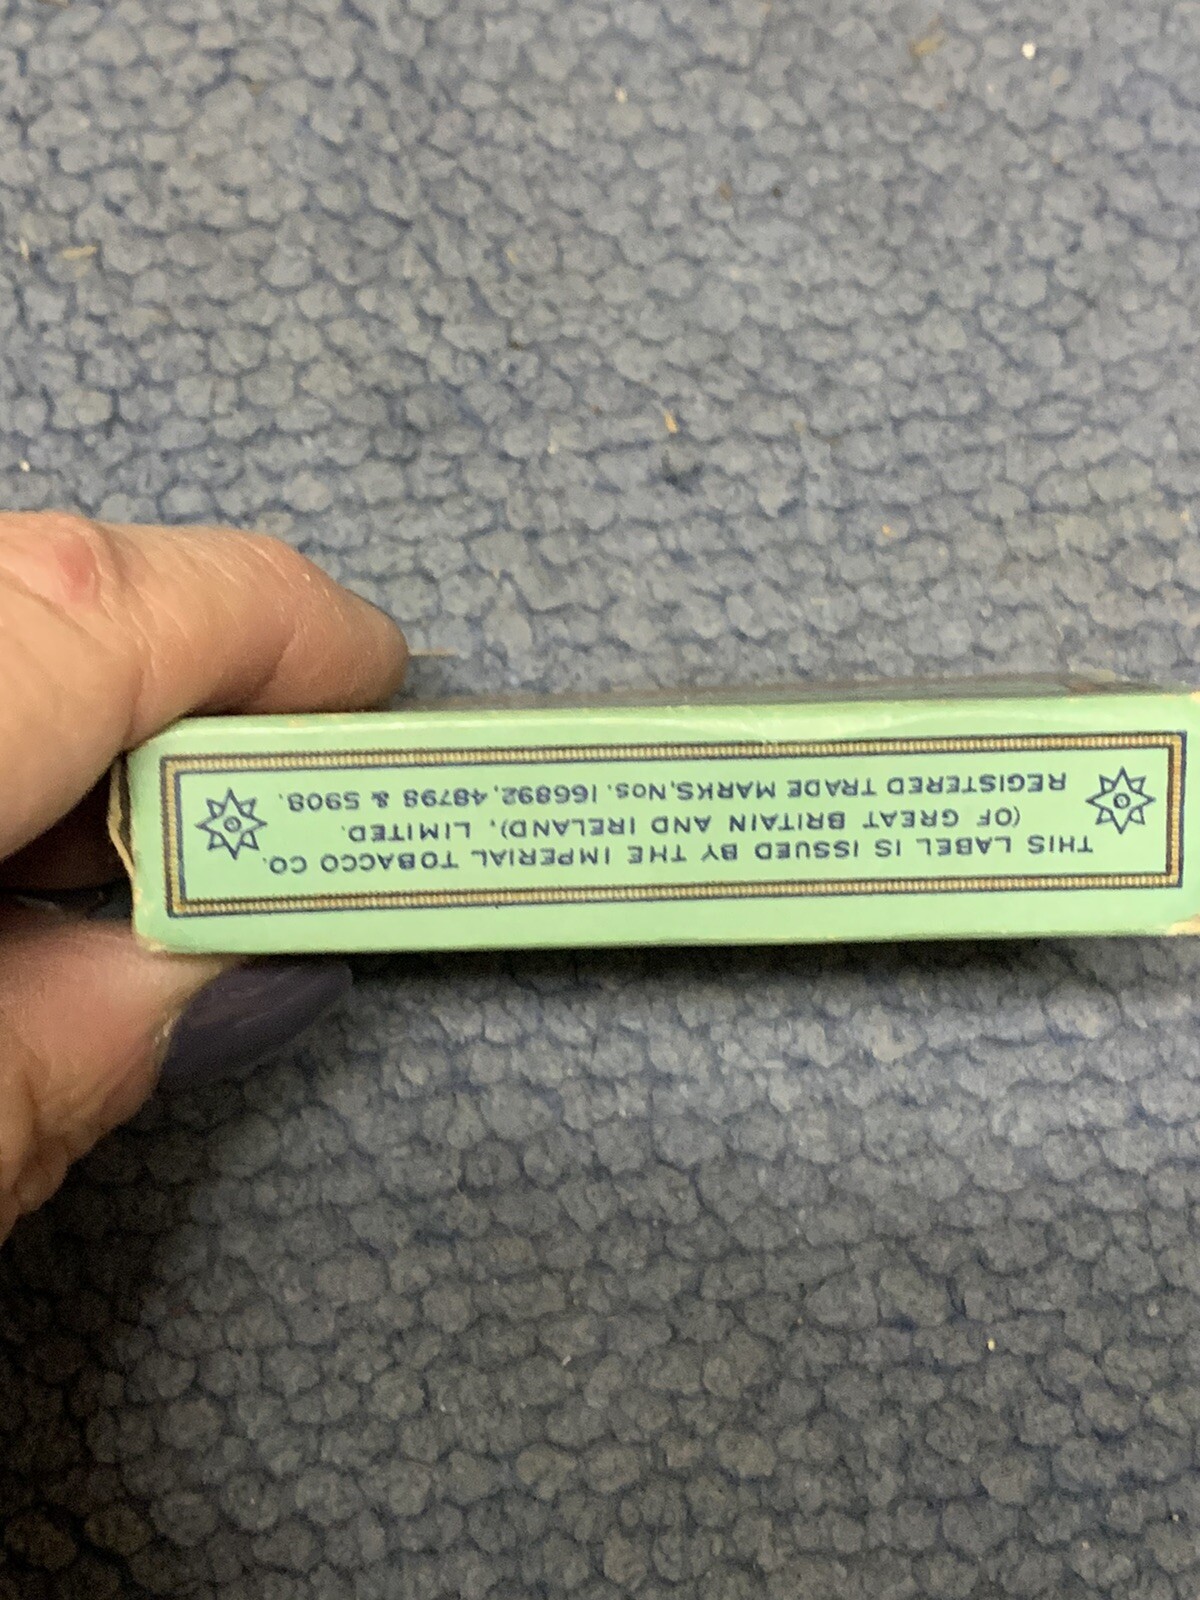 THIS LABEL IS ISSUED BY THE IMPERIAL TOBACCO CO.
(OF GREAT BRITAIN AND IRELAND), LIMITED.
REGISTERED TRADE MARKS, Nos. 166892, 48798 & 5908.